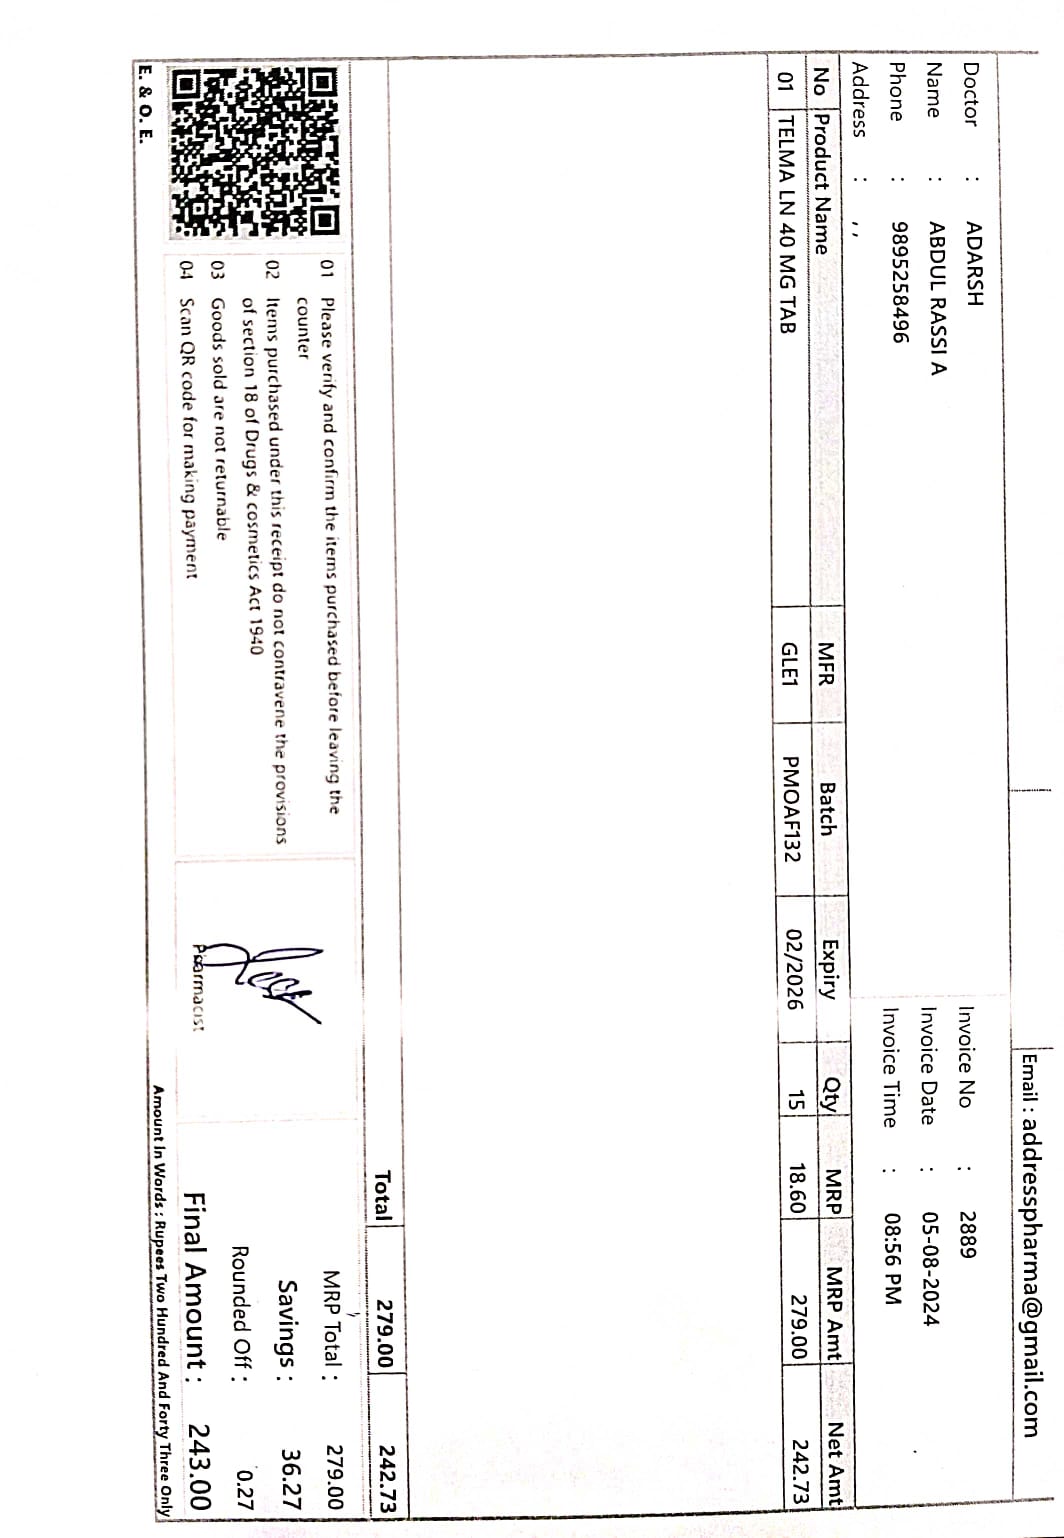 Email : addresspharma@gmail.com
Doctor : ADARSH
Name : ABDUL RASSI A
Phone : 9895258496
Address : , ,
Invoice No : 2889
Invoice Date : 05-08-2024
Invoice Time : 08:56 PM
No Product Name MFR Batch Expiry Qty MRP MRP Amt Net Amt
01 TELMA LN 40 MG TAB GLE1 PMOAF132 02/2026 15 18.60 279.00 242.73
Total 279.00 242.73
01 Please verify and confirm the items purchased before leaving the
counter
02 Items purchased under this receipt do not contravene the provisions
of section 18 of Drugs & cosmetics Act 1940
03 Goods sold are not returnable
04 Scan QR code for making payment
E. & O. E.
Pharmacist
MRP Total : 279.00
Savings : 36.27
Rounded Off : 0.27
Final Amount : 243.00
Amount In Words : Rupees Two Hundred And Forty Three Only